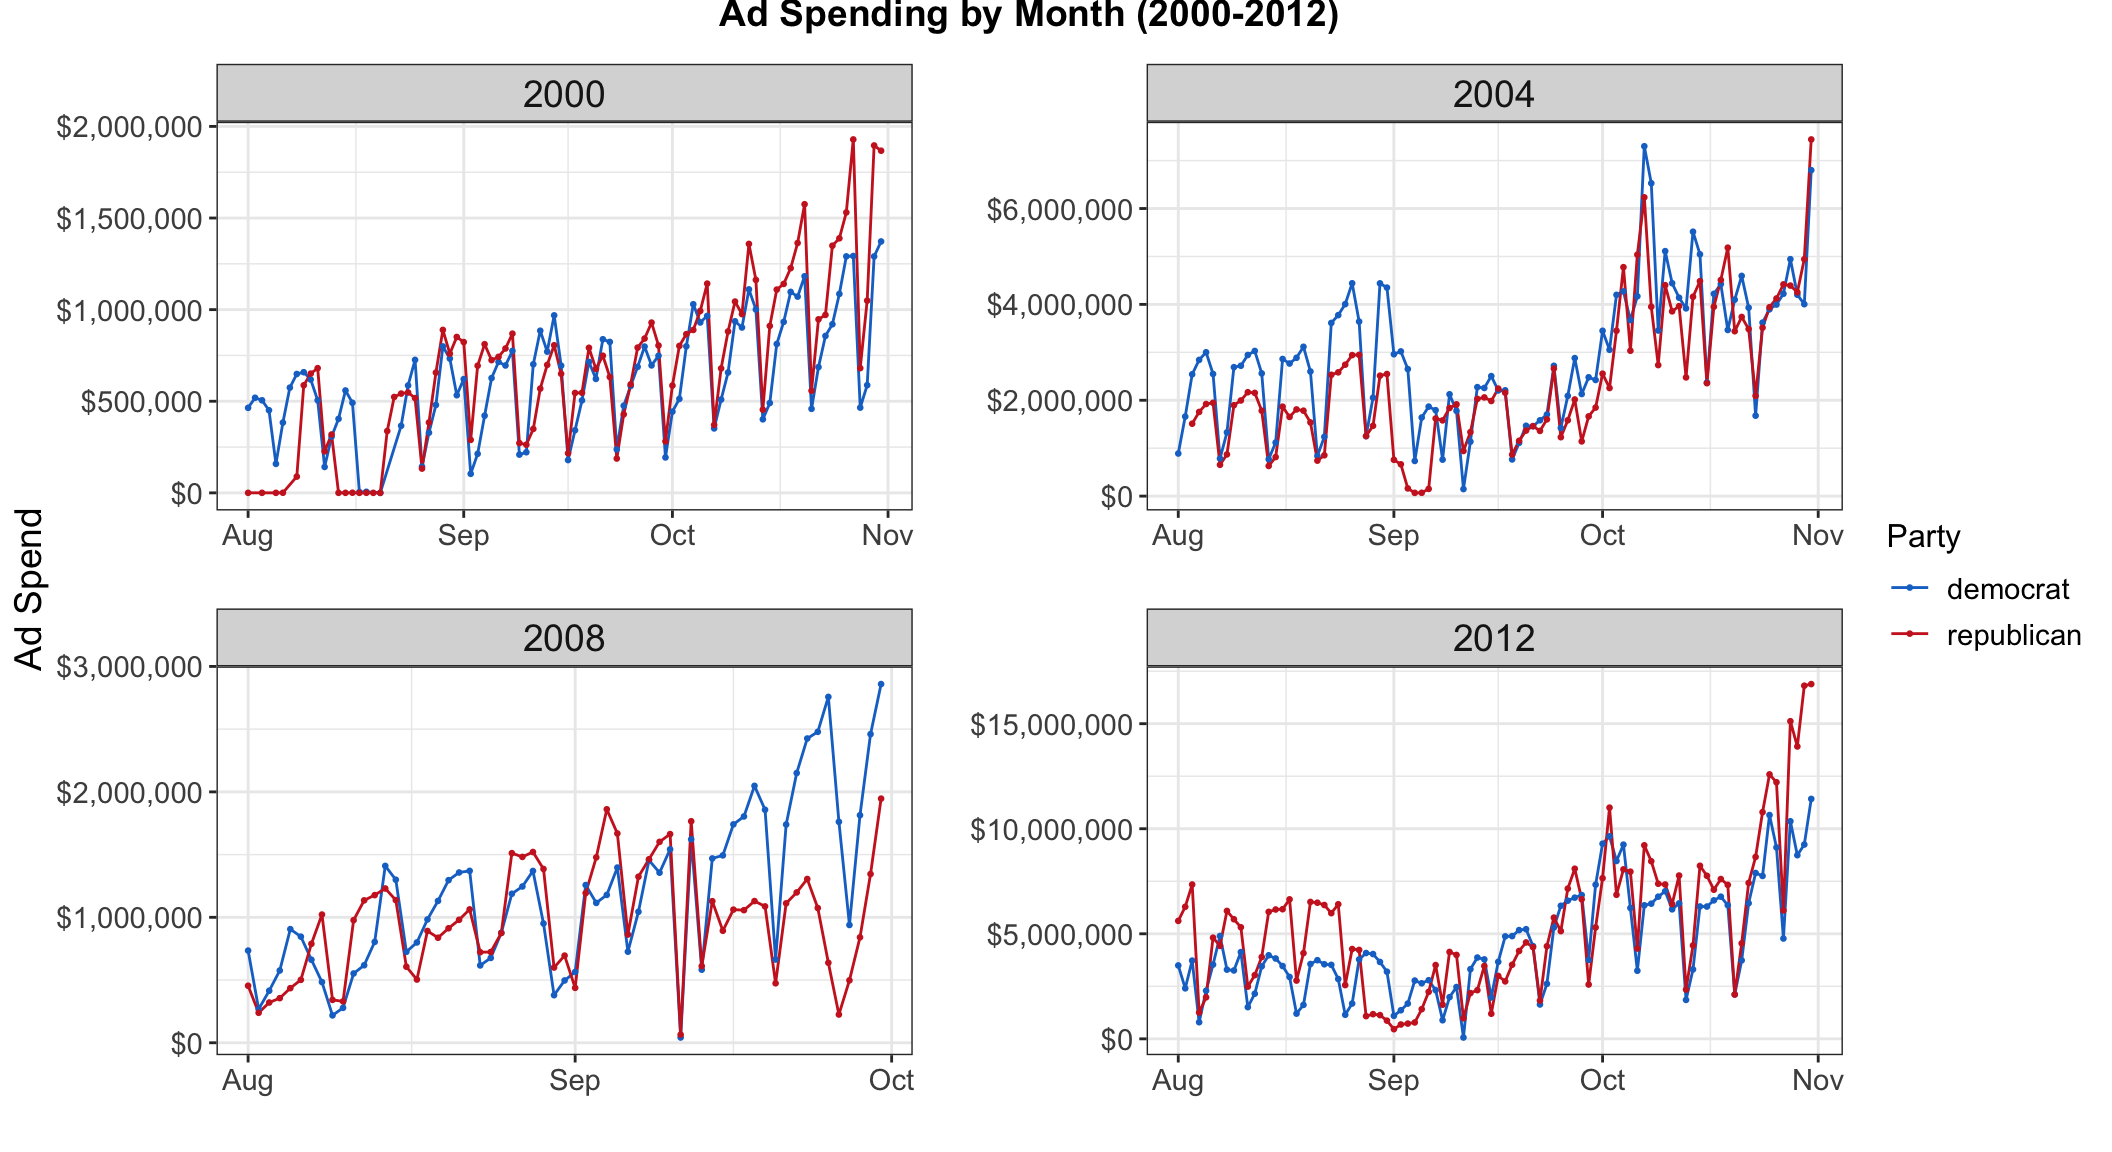 Ad Spending by Month (2000-2012)
2000
$2,000,000
$1,500,000
$1,000,000
$500,000
$0
Aug Sep Oct Nov
2004
$6,000,000
$4,000,000
$2,000,000
$0
Aug Sep Oct Nov
Ad Spend
2008
$3,000,000
$2,000,000
$1,000,000
$0
Aug Sep Oct
2012
$15,000,000
$10,000,000
$5,000,000
$0
Aug Sep Oct Nov
Party
democrat
republican